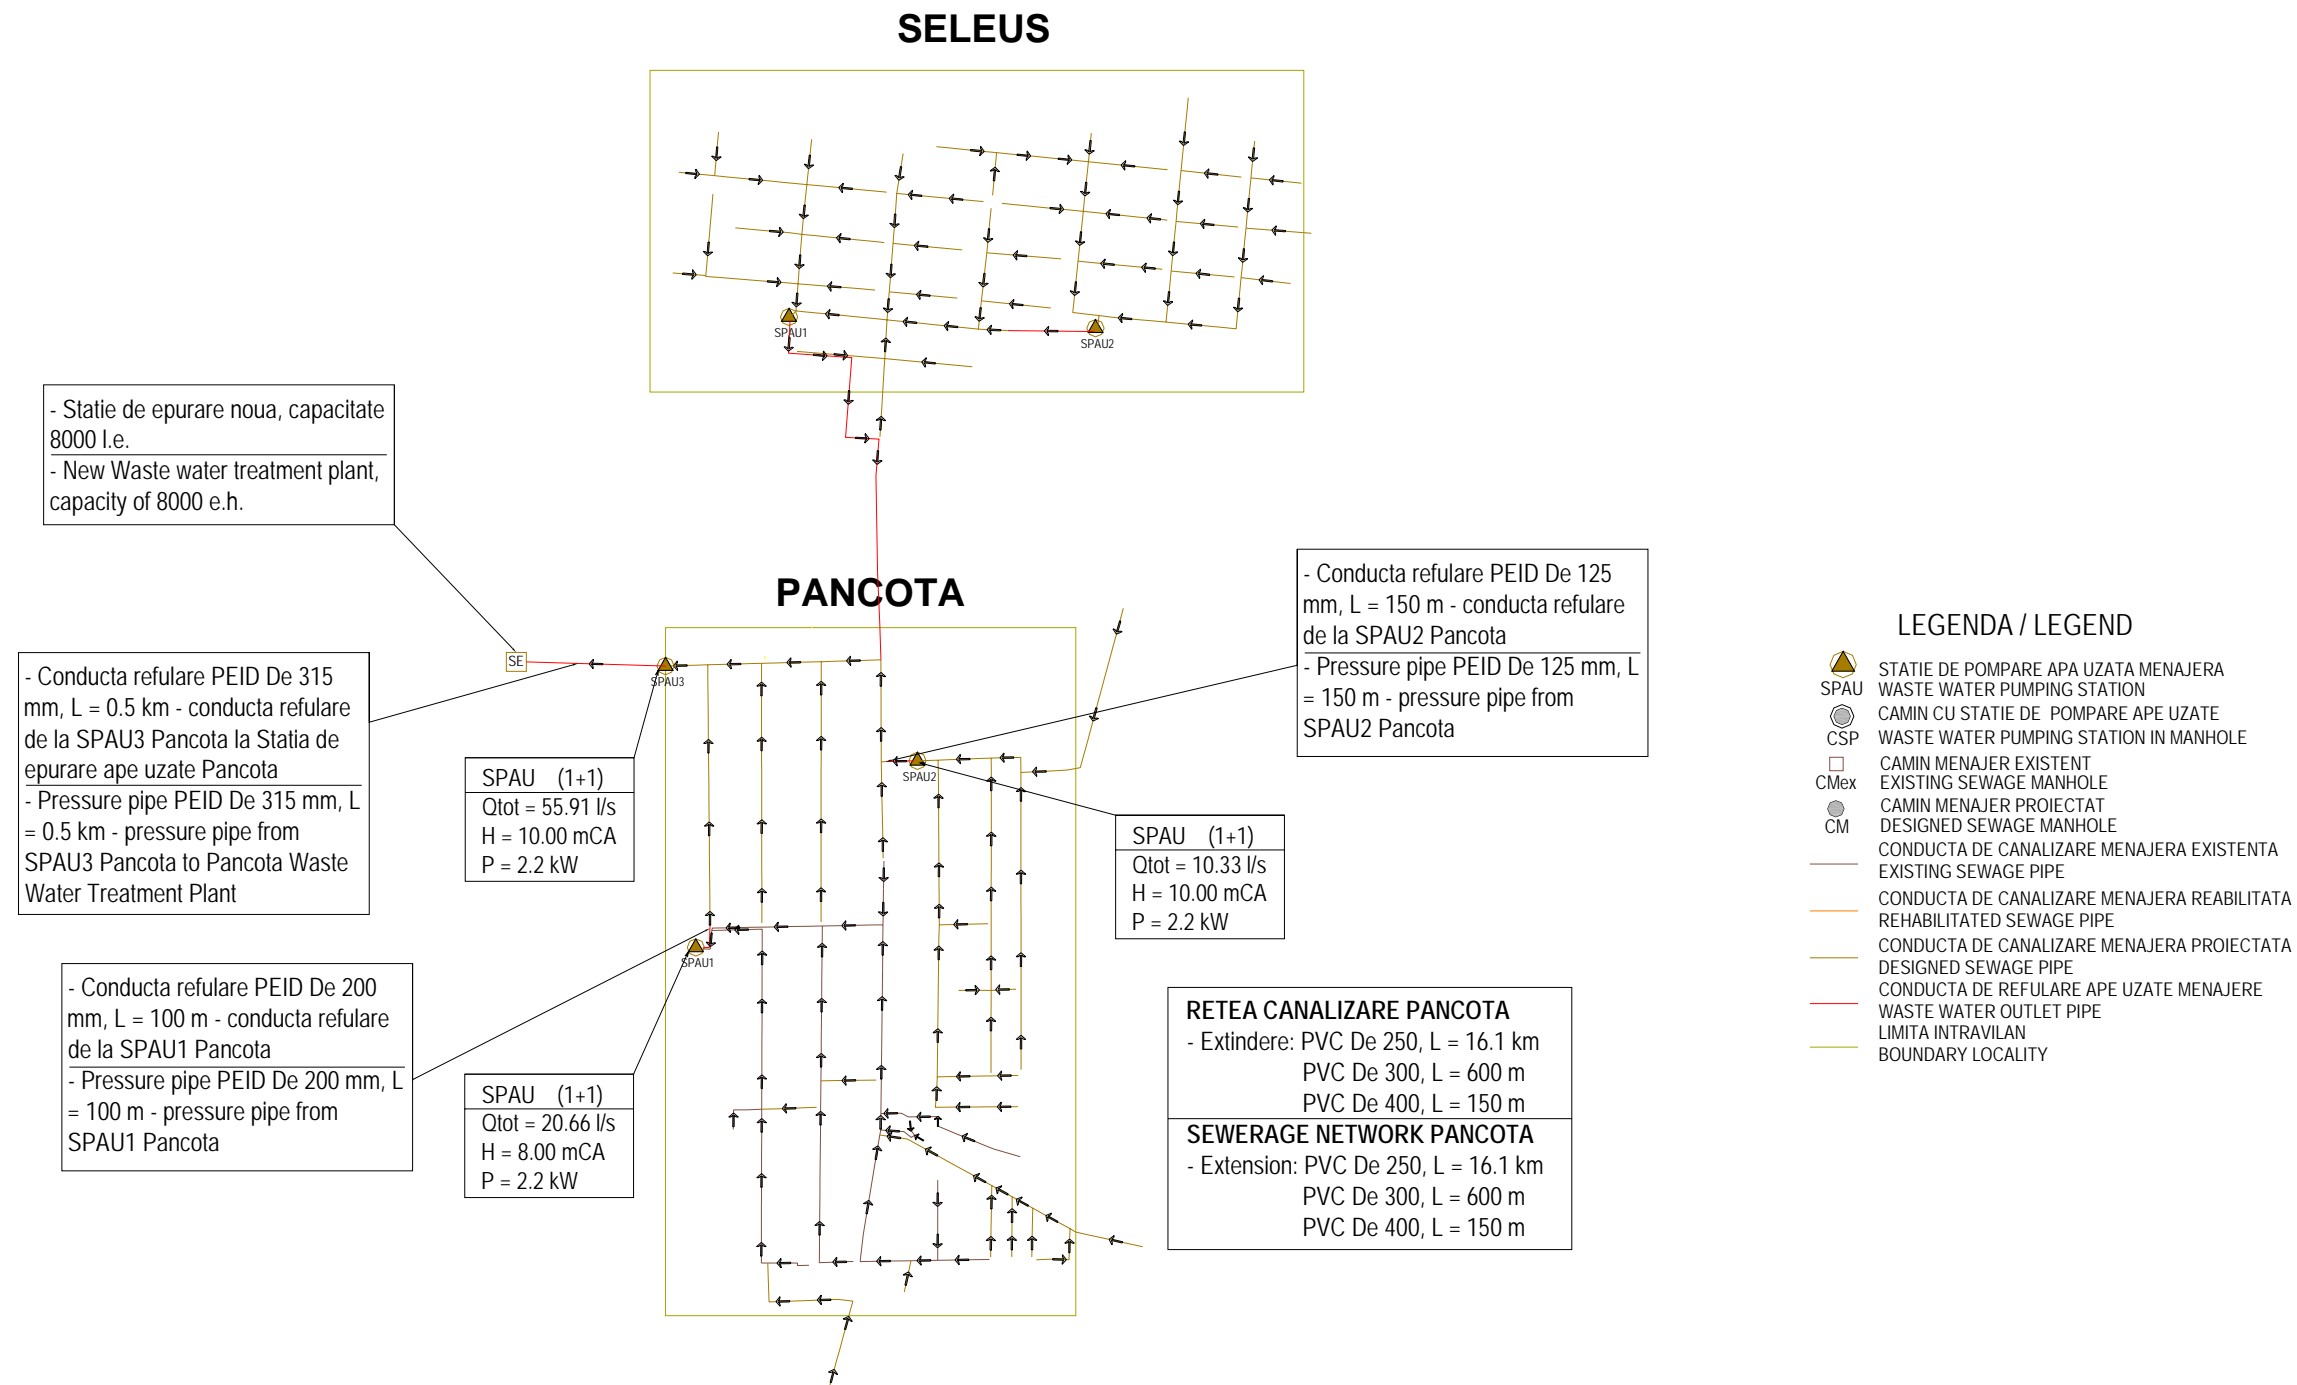 SELEUS
SPAU1
SPAU2
- Statie de epurare noua, capacitate
8000 l.e.
- New Waste water treatment plant,
capacity of 8000 e.h.
PANCOTA
- Conducta refulare PEID De 125
mm, L = 150 m - conducta refulare
de la SPAU2 Pancota
- Pressure pipe PEID De 125 mm, L
= 150 m - pressure pipe from
SPAU2 Pancota
SE
SPAU3
- Conducta refulare PEID De 315
mm, L = 0.5 km - conducta refulare
de la SPAU3 Pancota la Statia de
epurare ape uzate Pancota
- Pressure pipe PEID De 315 mm, L
= 0.5 km - pressure pipe from
SPAU3 Pancota to Pancota Waste
Water Treatment Plant
SPAU (1+1)
Qtot = 55.91 l/s
H = 10.00 mCA
P = 2.2 kW
SPAU2
SPAU (1+1)
Qtot = 10.33 l/s
H = 10.00 mCA
P = 2.2 kW
SPAU1
- Conducta refulare PEID De 200
mm, L = 100 m - conducta refulare
de la SPAU1 Pancota
- Pressure pipe PEID De 200 mm, L
= 100 m - pressure pipe from
SPAU1 Pancota
SPAU (1+1)
Qtot = 20.66 l/s
H = 8.00 mCA
P = 2.2 kW
RETEA CANALIZARE PANCOTA
- Extindere: PVC De 250, L = 16.1 km
PVC De 300, L = 600 m
PVC De 400, L = 150 m
SEWERAGE NETWORK PANCOTA
- Extension: PVC De 250, L = 16.1 km
PVC De 300, L = 600 m
PVC De 400, L = 150 m
LEGENDA / LEGEND
STATIE DE POMPARE APA UZATA MENAJERA
SPAU WASTE WATER PUMPING STATION
CAMIN CU STATIE DE POMPARE APE UZATE
CSP WASTE WATER PUMPING STATION IN MANHOLE
CAMIN MENAJER EXISTENT
CMex EXISTING SEWAGE MANHOLE
CAMIN MENAJER PROIECTAT
CM DESIGNED SEWAGE MANHOLE
CONDUCTA DE CANALIZARE MENAJERA EXISTENTA
EXISTING SEWAGE PIPE
CONDUCTA DE CANALIZARE MENAJERA REABILITATA
REHABILITATED SEWAGE PIPE
CONDUCTA DE CANALIZARE MENAJERA PROIECTATA
DESIGNED SEWAGE PIPE
CONDUCTA DE REFULARE APE UZATE MENAJERE
WASTE WATER OUTLET PIPE
LIMITA INTRAVILAN
BOUNDARY LOCALITY